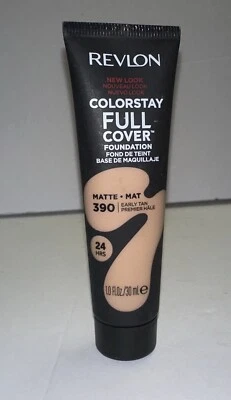 REVLON
NEW LOOK
NOUVEAU LOOK
NUEVO LOOK
COLORSTAY
FULL
COVER™
FOUNDATION
FOND DE TEINT
BASE DE MAQUILLAJE
MATTE • MAT
390 EARLY TAN
PREMIER HÂLE
24
HRS
1.0 Fl.Oz/30 ml e